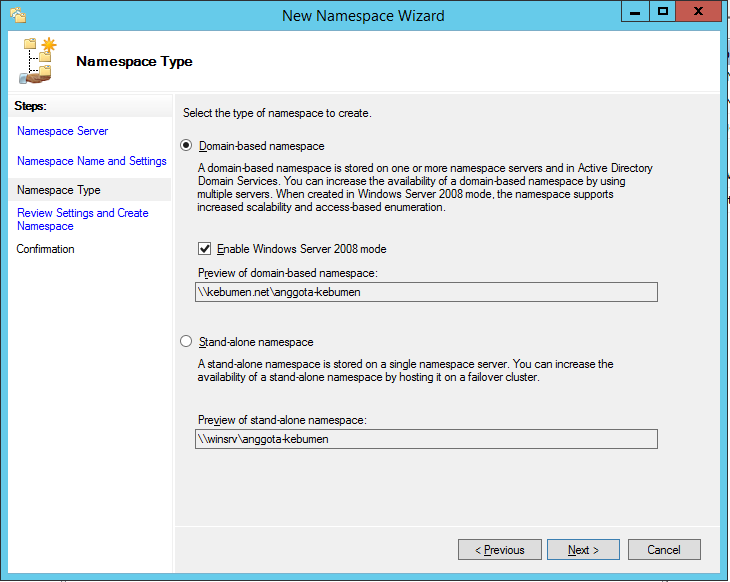 New Namespace Wizard
Namespace Type
Steps:
Namespace Server
Namespace Name and Settings
Namespace Type
Review Settings and Create
Namespace
Confirmation
Select the type of namespace to create.
Domain-based namespace
A domain-based namespace is stored on one or more namespace servers and in Active Directory
Domain Services. You can increase the availability of a domain-based namespace by using
multiple servers. When created in Windows Server 2008 mode, the namespace supports
increased scalability and access-based enumeration.
Enable Windows Server 2008 mode
Preview of domain-based namespace:
\\kebumen.net\anggota-kebumen
Stand-alone namespace
A stand-alone namespace is stored on a single namespace server. You can increase the
availability of a stand-alone namespace by hosting it on a failover cluster.
Preview of stand-alone namespace:
\\winsrv\anggota-kebumen
< Previous
Next >
Cancel